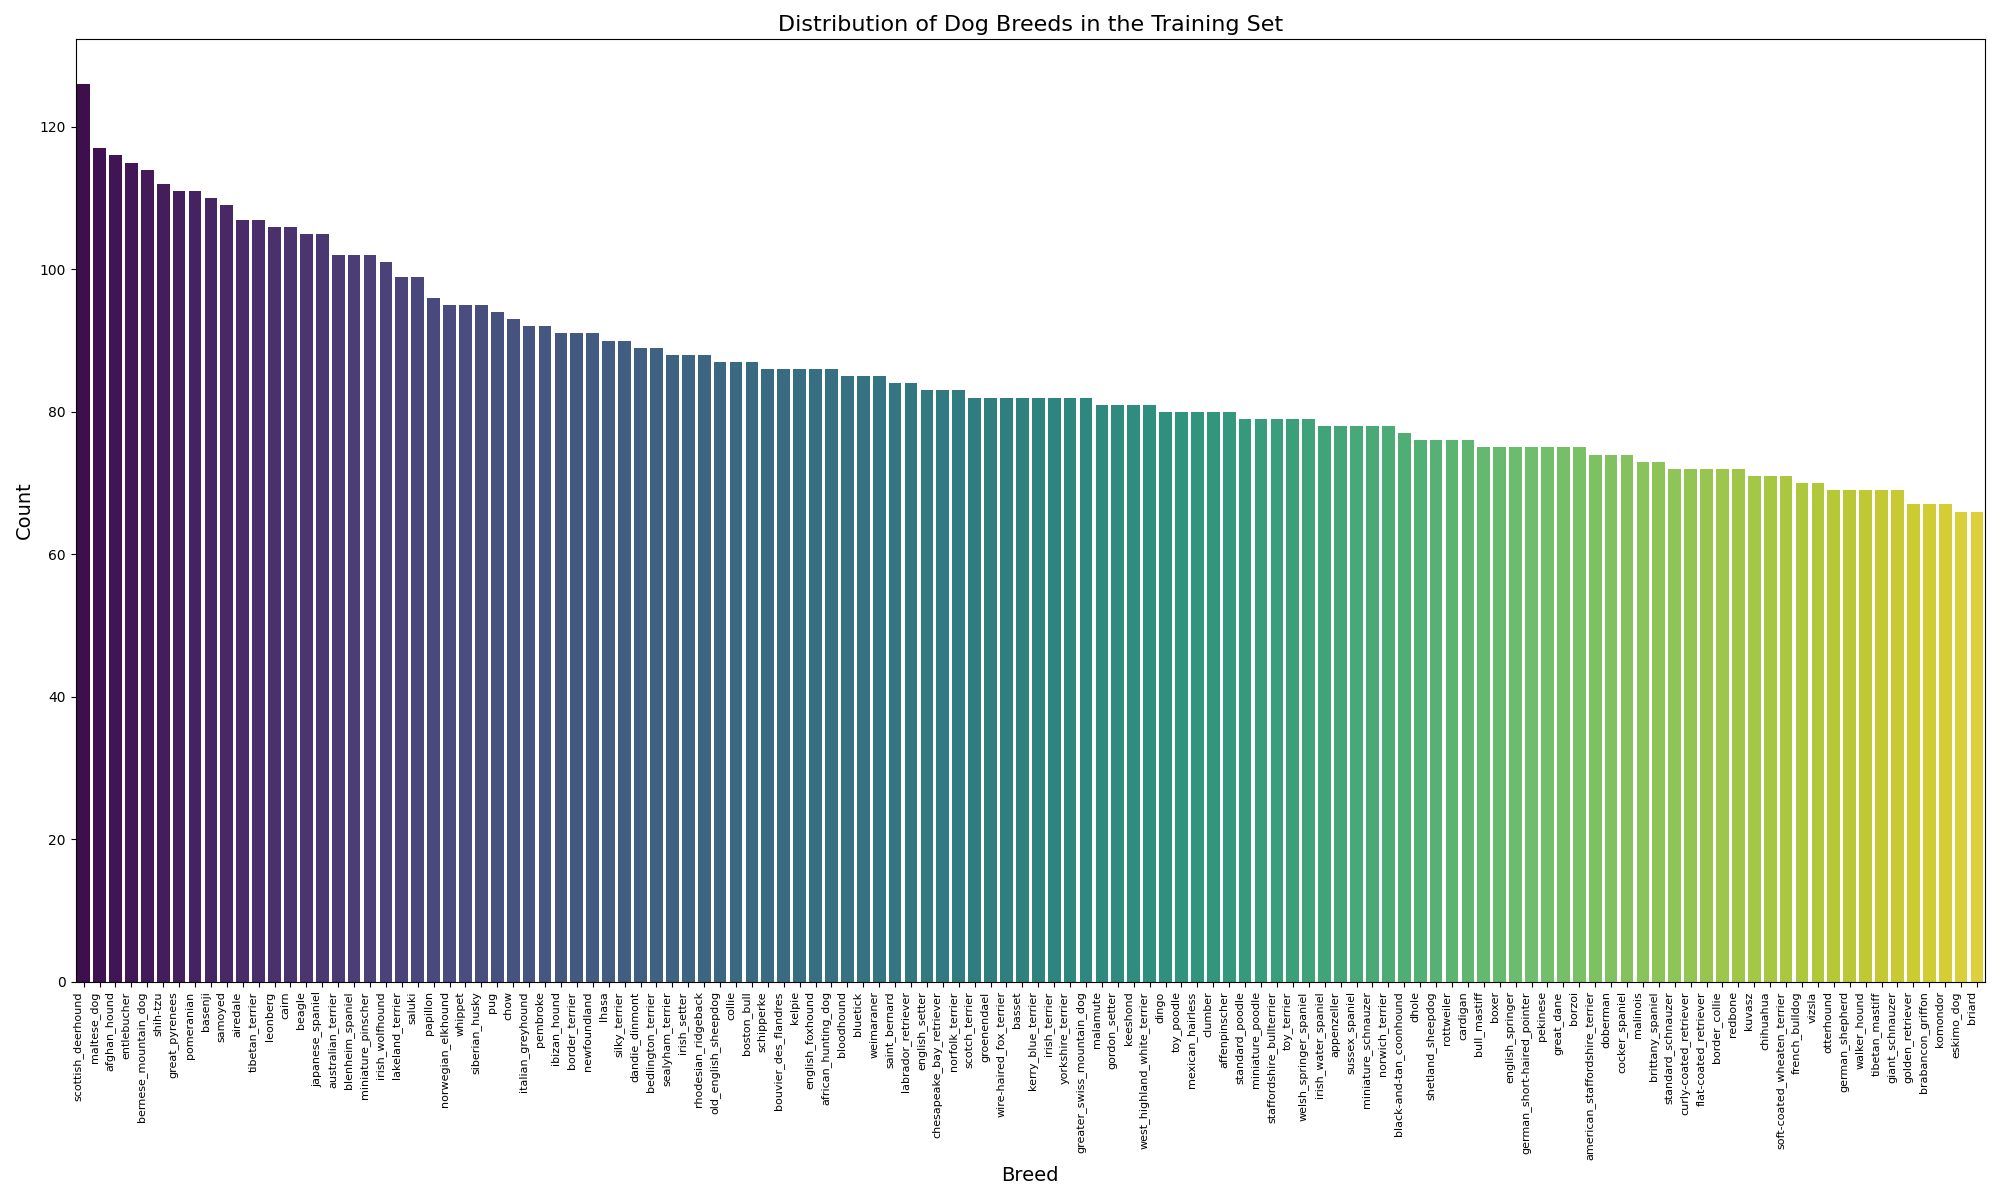 Distribution of Dog Breeds in the Training Set
Count
120
100
80
60
40
20
0
scottish_deerhound
maltese_dog
afghan_hound
entlebucher
bernese_mountain_dog
shih-tzu
great_pyrenees
pomeranian
basenji
samoyed
airedale
tibetan_terrier
leonberg
cairn
beagle
japanese_spaniel
australian_terrier
blenheim_spaniel
miniature_pinscher
irish_wolfhound
lakeland_terrier
saluki
papillon
norwegian_elkhound
whippet
siberian_husky
pug
chow
italian_greyhound
pembroke
ibizan_hound
border_terrier
newfoundland
lhasa
silky_terrier
dandie_dinmont
bedlington_terrier
sealyham_terrier
irish_setter
rhodesian_ridgeback
old_english_sheepdog
collie
boston_bull
schipperke
bouvier_des_flandres
kelpie
english_foxhound
african_hunting_dog
bloodhound
bluetick
weimaraner
saint_bernard
labrador_retriever
english_setter
chesapeake_bay_retriever
norfolk_terrier
scotch_terrier
groenendael
wire-haired_fox_terrier
basset
kerry_blue_terrier
irish_terrier
yorkshire_terrier
greater_swiss_mountain_dog
malamute
gordon_setter
keeshond
west_highland_white_terrier
dingo
toy_poodle
mexican_hairless
clumber
affenpinscher
standard_poodle
miniature_poodle
staffordshire_bullterrier
toy_terrier
welsh_springer_spaniel
irish_water_spaniel
appenzeller
sussex_spaniel
miniature_schnauzer
norwich_terrier
black-and-tan_coonhound
dhole
shetland_sheepdog
rottweiler
cardigan
bull_mastiff
boxer
english_springer
german_short-haired_pointer
pekinese
great_dane
borzoi
american_staffordshire_terrier
doberman
cocker_spaniel
malinois
brittany_spaniel
standard_schnauzer
curly-coated_retriever
flat-coated_retriever
border_collie
redbone
kuvasz
chihuahua
soft-coated_wheaten_terrier
french_bulldog
vizsla
otterhound
german_shepherd
walker_hound
tibetan_mastiff
giant_schnauzer
golden_retriever
brabancon_griffon
komondor
eskimo_dog
briard
Breed